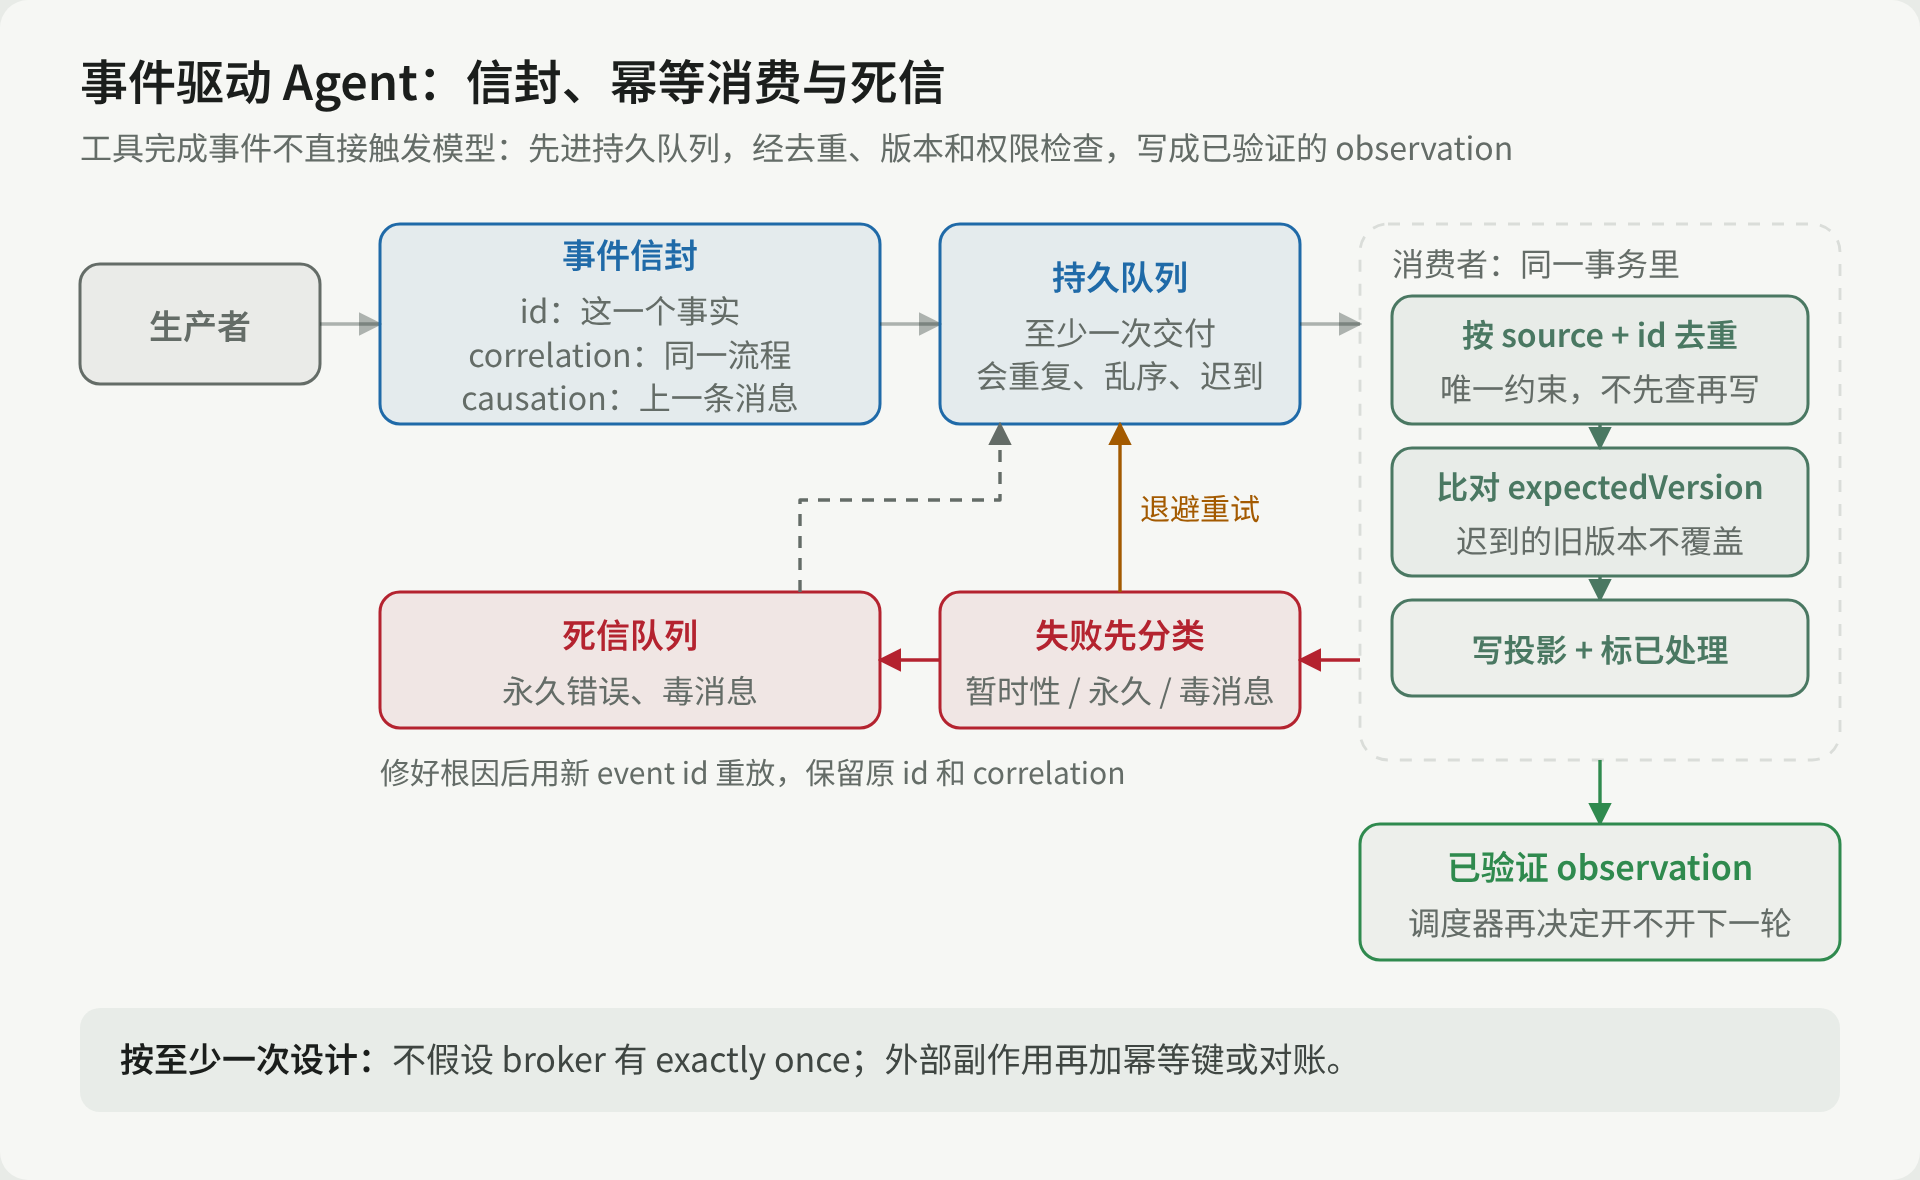 事件驱动 Agent：信封、幂等消费与死信
工具完成事件不直接触发模型：先进持久队列，经去重、版本和权限检查，写成已验证的 observation
生产者
事件信封
id：这一个事实
correlation：同一流程
causation：上一条消息
持久队列
至少一次交付
会重复、乱序、迟到
消费者：同一事务里
按 source + id 去重
唯一约束，不先查再写
比对 expectedVersion
迟到的旧版本不覆盖
写投影 + 标已处理
退避重试
死信队列
永久错误、毒消息
失败先分类
暂时性 / 永久 / 毒消息
修好根因后用新 event id 重放，保留原 id 和 correlation
已验证 observation
调度器再决定开不开下一轮
按至少一次设计：不假设 broker 有 exactly once；外部副作用再加幂等键或对账。